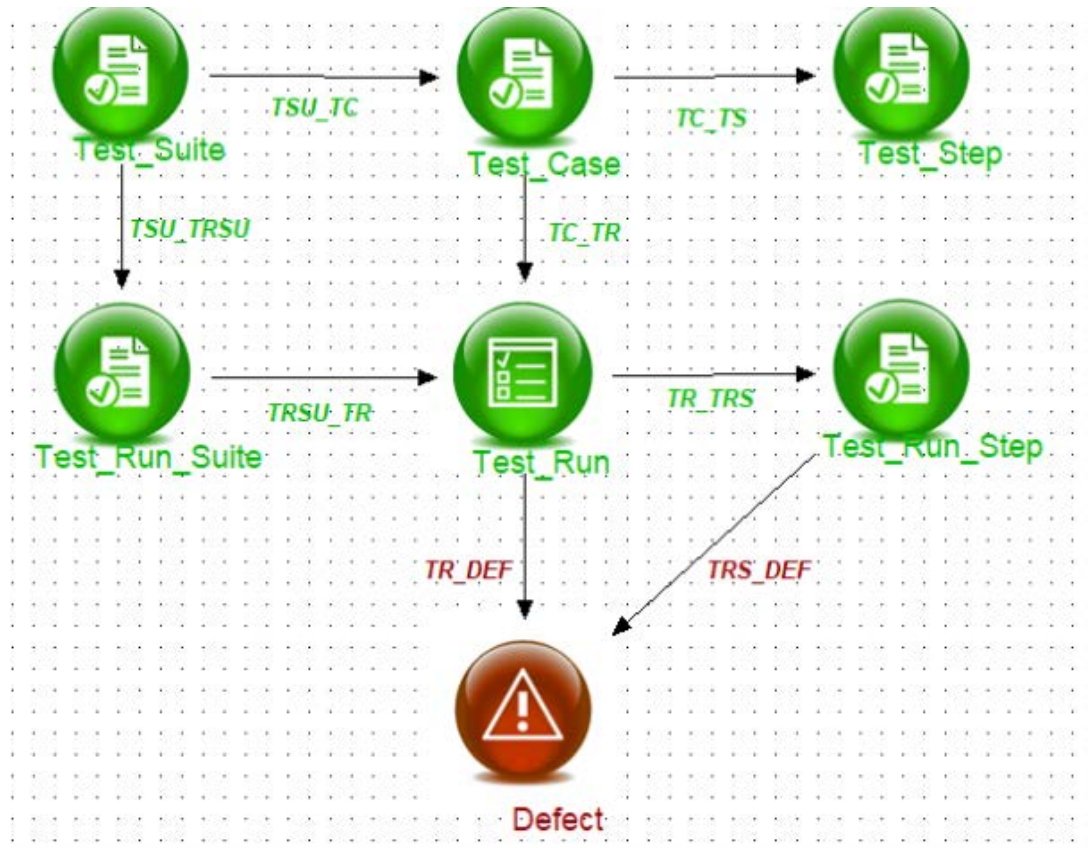 TSU_TC
TC_TS
Test_Suite
Test_Case
Test_Step
TSU_TRSU
TC_TR
TRSU_TR
TR_TRS
Test_Run_Suite
Test_Run
Test_Run_Step
TR_DEF
TRS_DEF
Defect